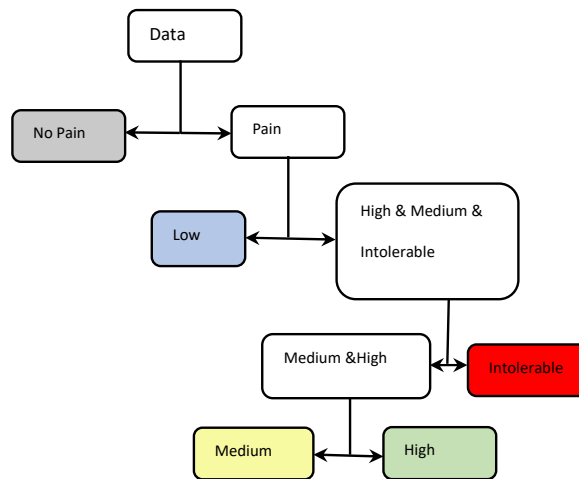 Data
No Pain
Pain
Low
High & Medium &
Intolerable
Medium &High
Intolerable
Medium
High